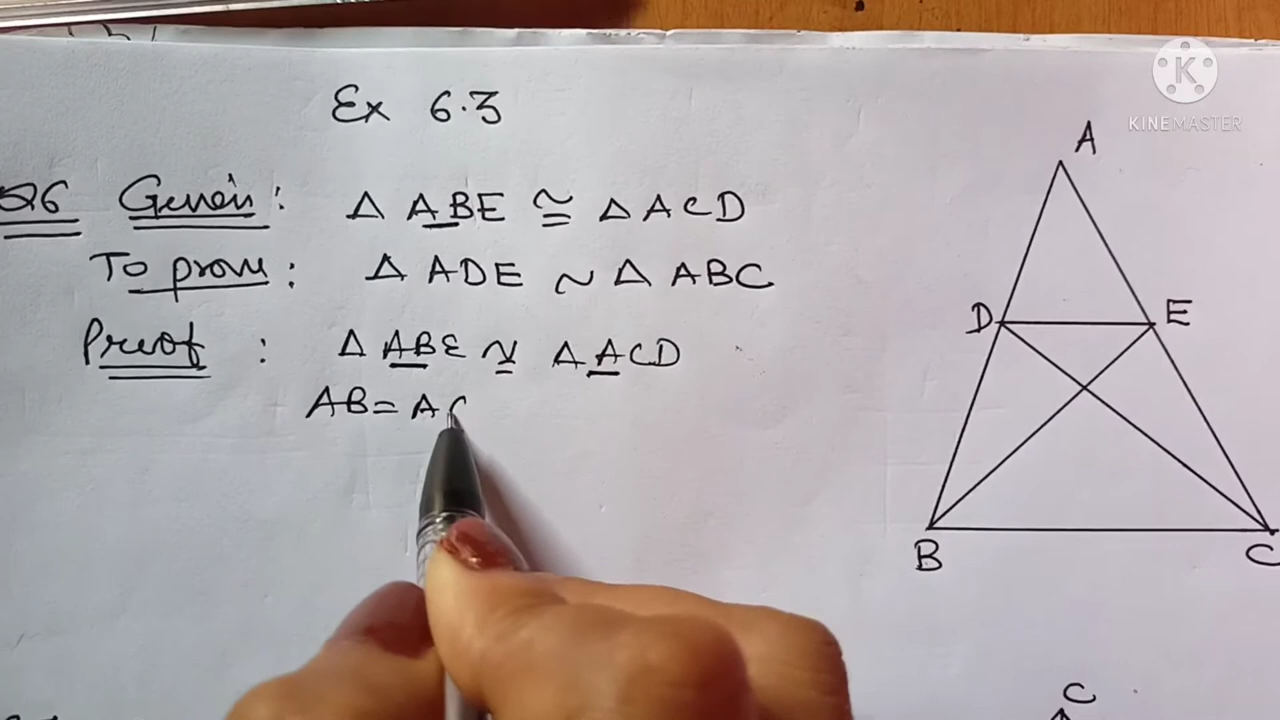 Ex 6.3
Q6 Given: △ ABE ≅ △ ACD
To prove: △ ADE ~ △ ABC
Proof : △ ABE ≅ △ ACD
AB = AC
K
KINEMASTER
A
D
E
B
C
C